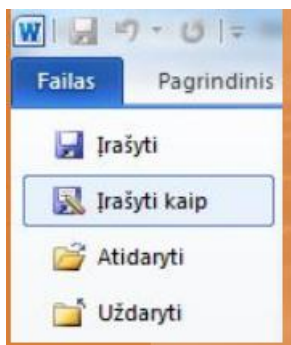 W
Failas Pagrindinis
Įrašyti
Įrašyti kaip
Atidaryti
Uždaryti